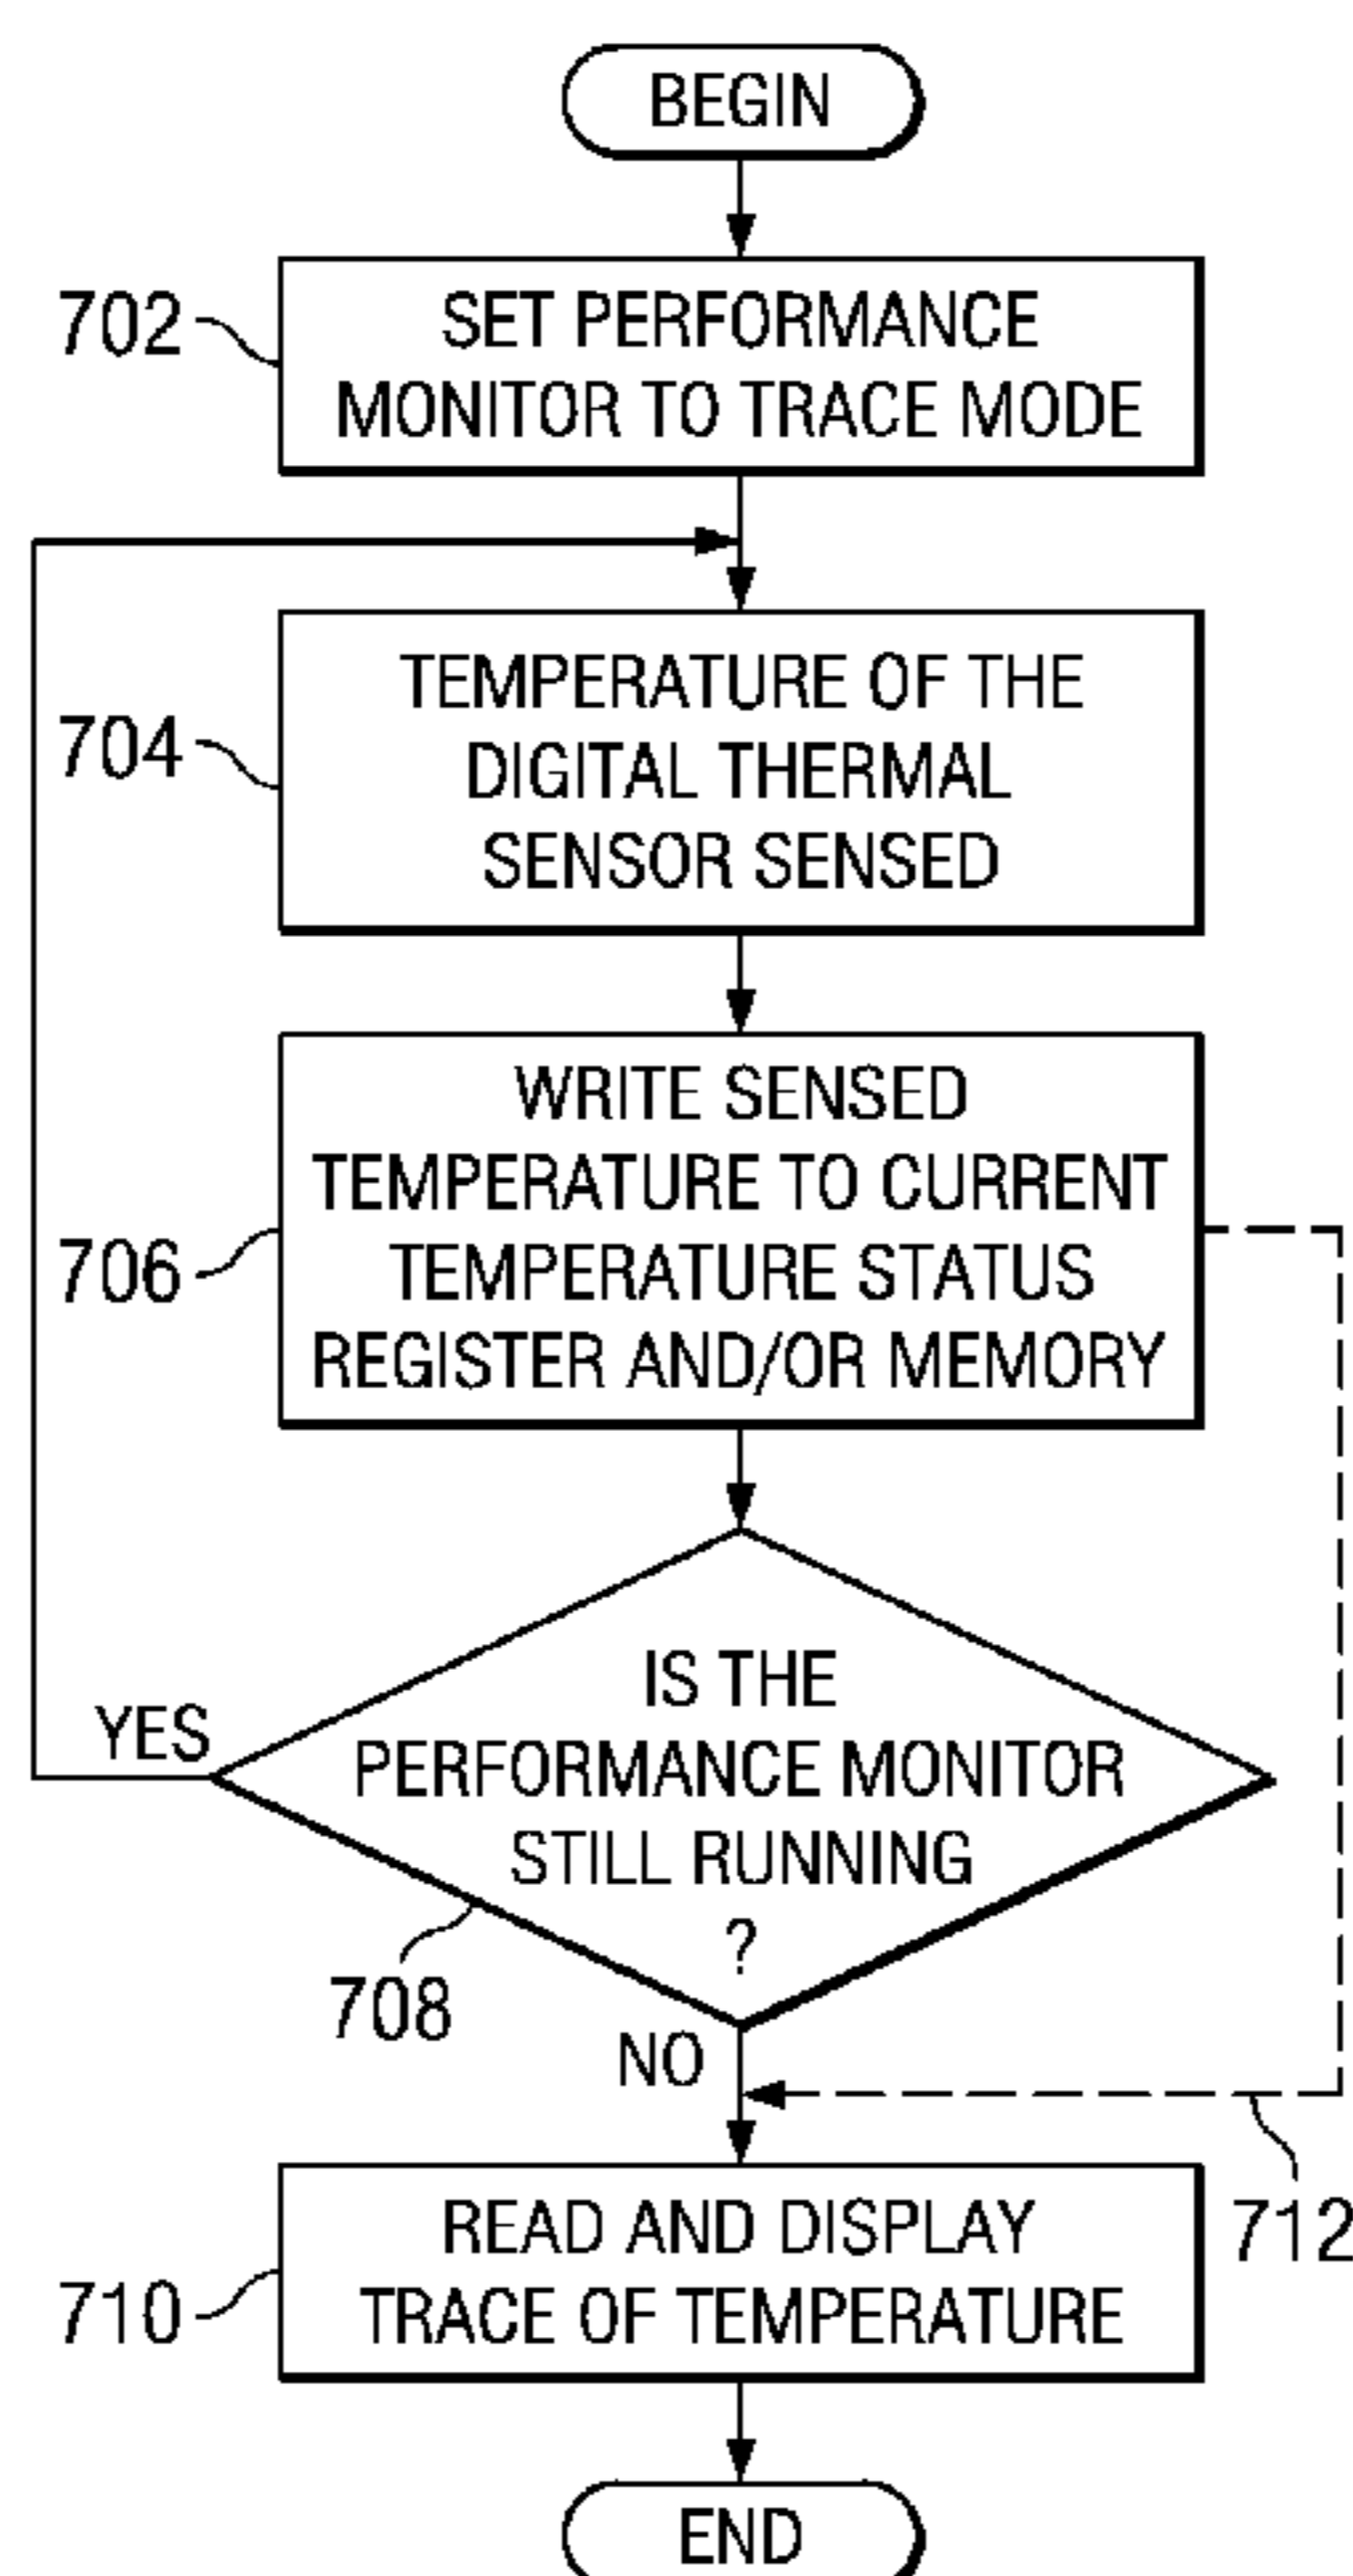 BEGIN
702
SET PERFORMANCE
MONITOR TO TRACE MODE
704
TEMPERATURE OF THE
DIGITAL THERMAL
SENSOR SENSED
706
WRITE SENSED
TEMPERATURE TO CURRENT
TEMPERATURE STATUS
REGISTER AND/OR MEMORY
YES
IS THE
PERFORMANCE MONITOR
STILL RUNNING
?
708
NO
712
710
READ AND DISPLAY
TRACE OF TEMPERATURE
END